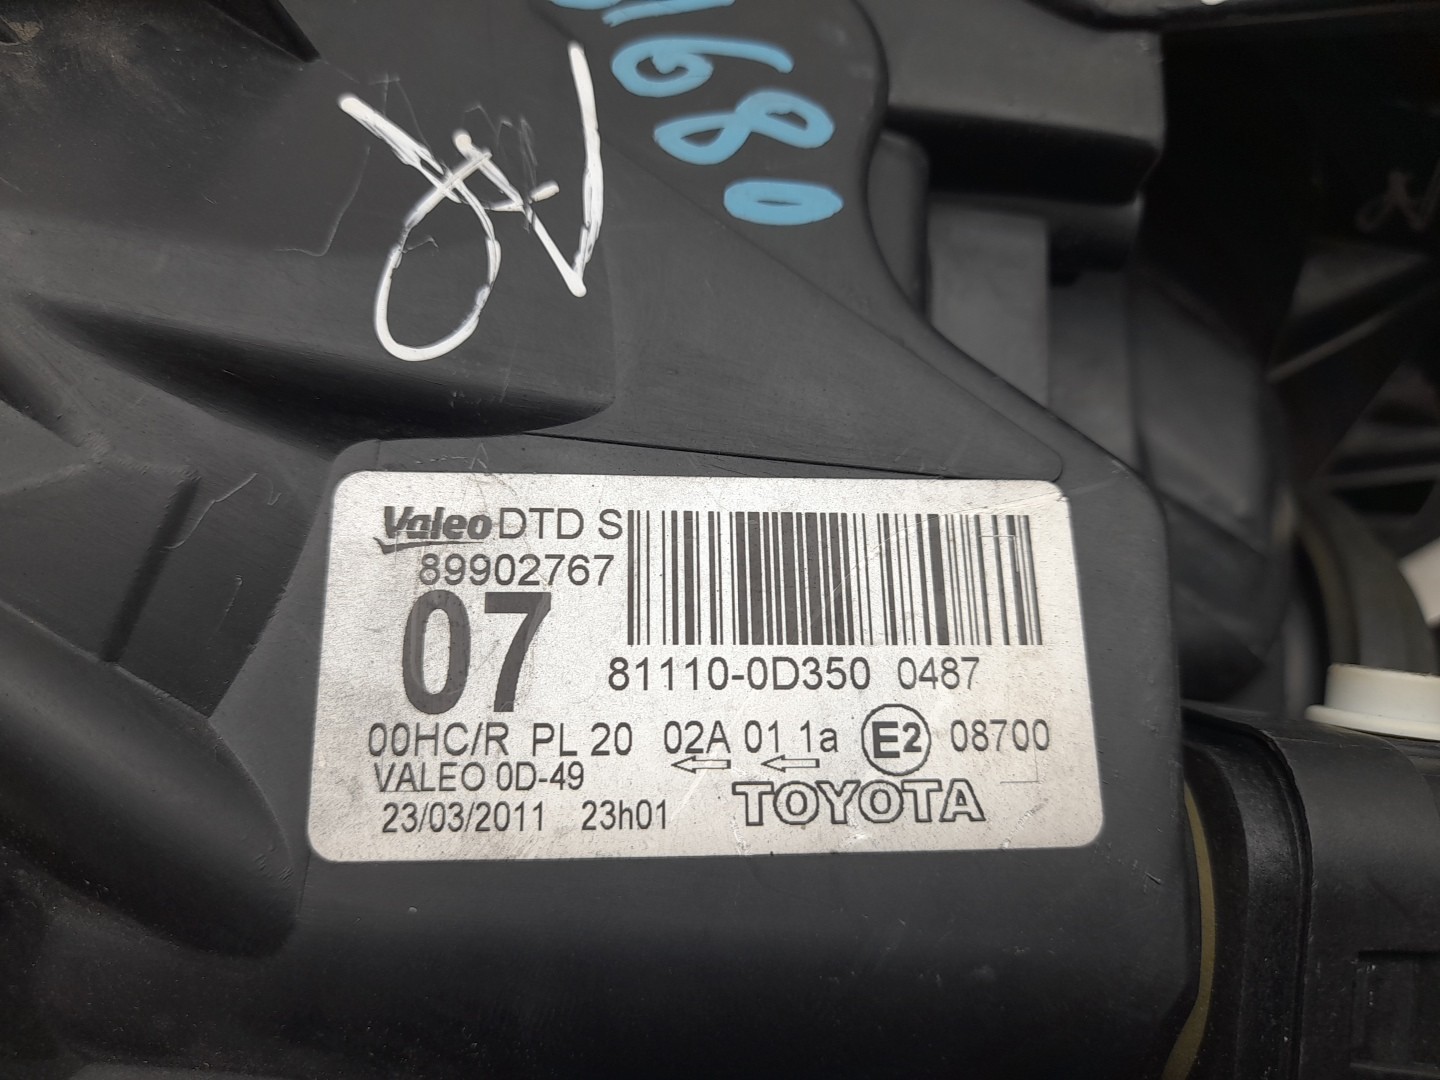 1680
Valeo DTD S
89902767
07
81110-0D350 0487
00HC/R PL 20 02A 01 1a E2 08700
VALEO 0D-49
23/03/2011 23h01
TOYOTA